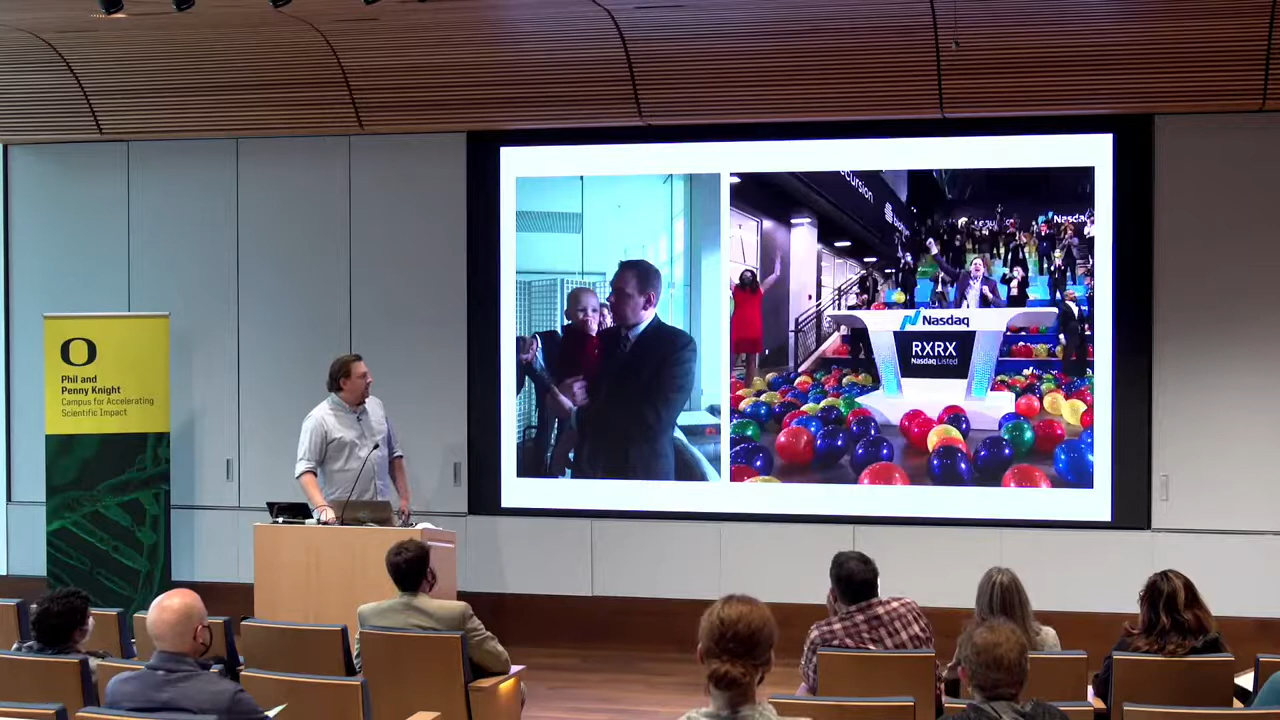 O
Phil and
Penny Knight
Campus for Accelerating
Scientific Impact
Nasdaq
Nasdaq
RXRX
Nasdaq Listed